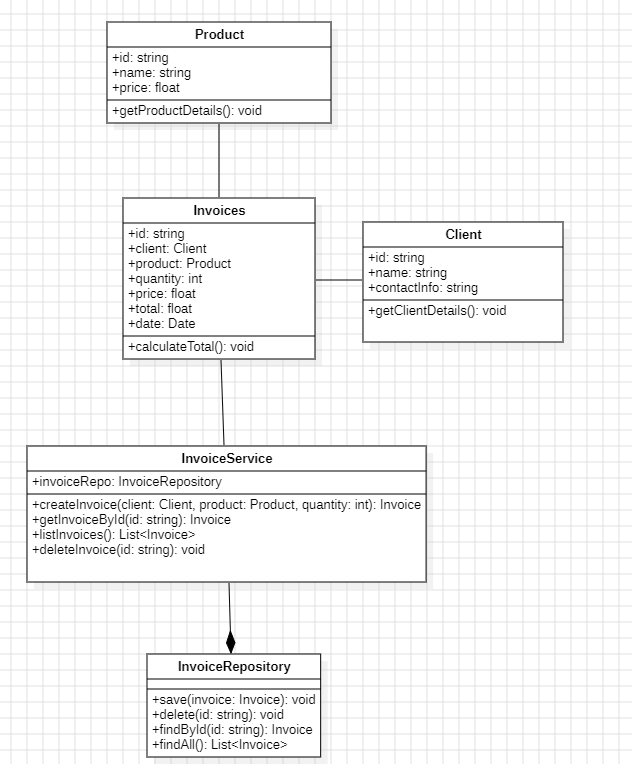 Product
+id: string
+name: string
+price: float
+getProductDetails(): void
Invoices
+id: string
+client: Client
+product: Product
+quantity: int
+price: float
+total: float
+date: Date
+calculateTotal(): void
Client
+id: string
+name: string
+contactInfo: string
+getClientDetails(): void
InvoiceService
+invoiceRepo: InvoiceRepository
+createInvoice(client: Client, product: Product, quantity: int): Invoice
+getInvoiceById(id: string): Invoice
+listInvoices(): List<Invoice>
+deleteInvoice(id: string): void
InvoiceRepository
+save(invoice: Invoice): void
+delete(id: string): void
+findById(id: string): Invoice
+findAll(): List<Invoice>